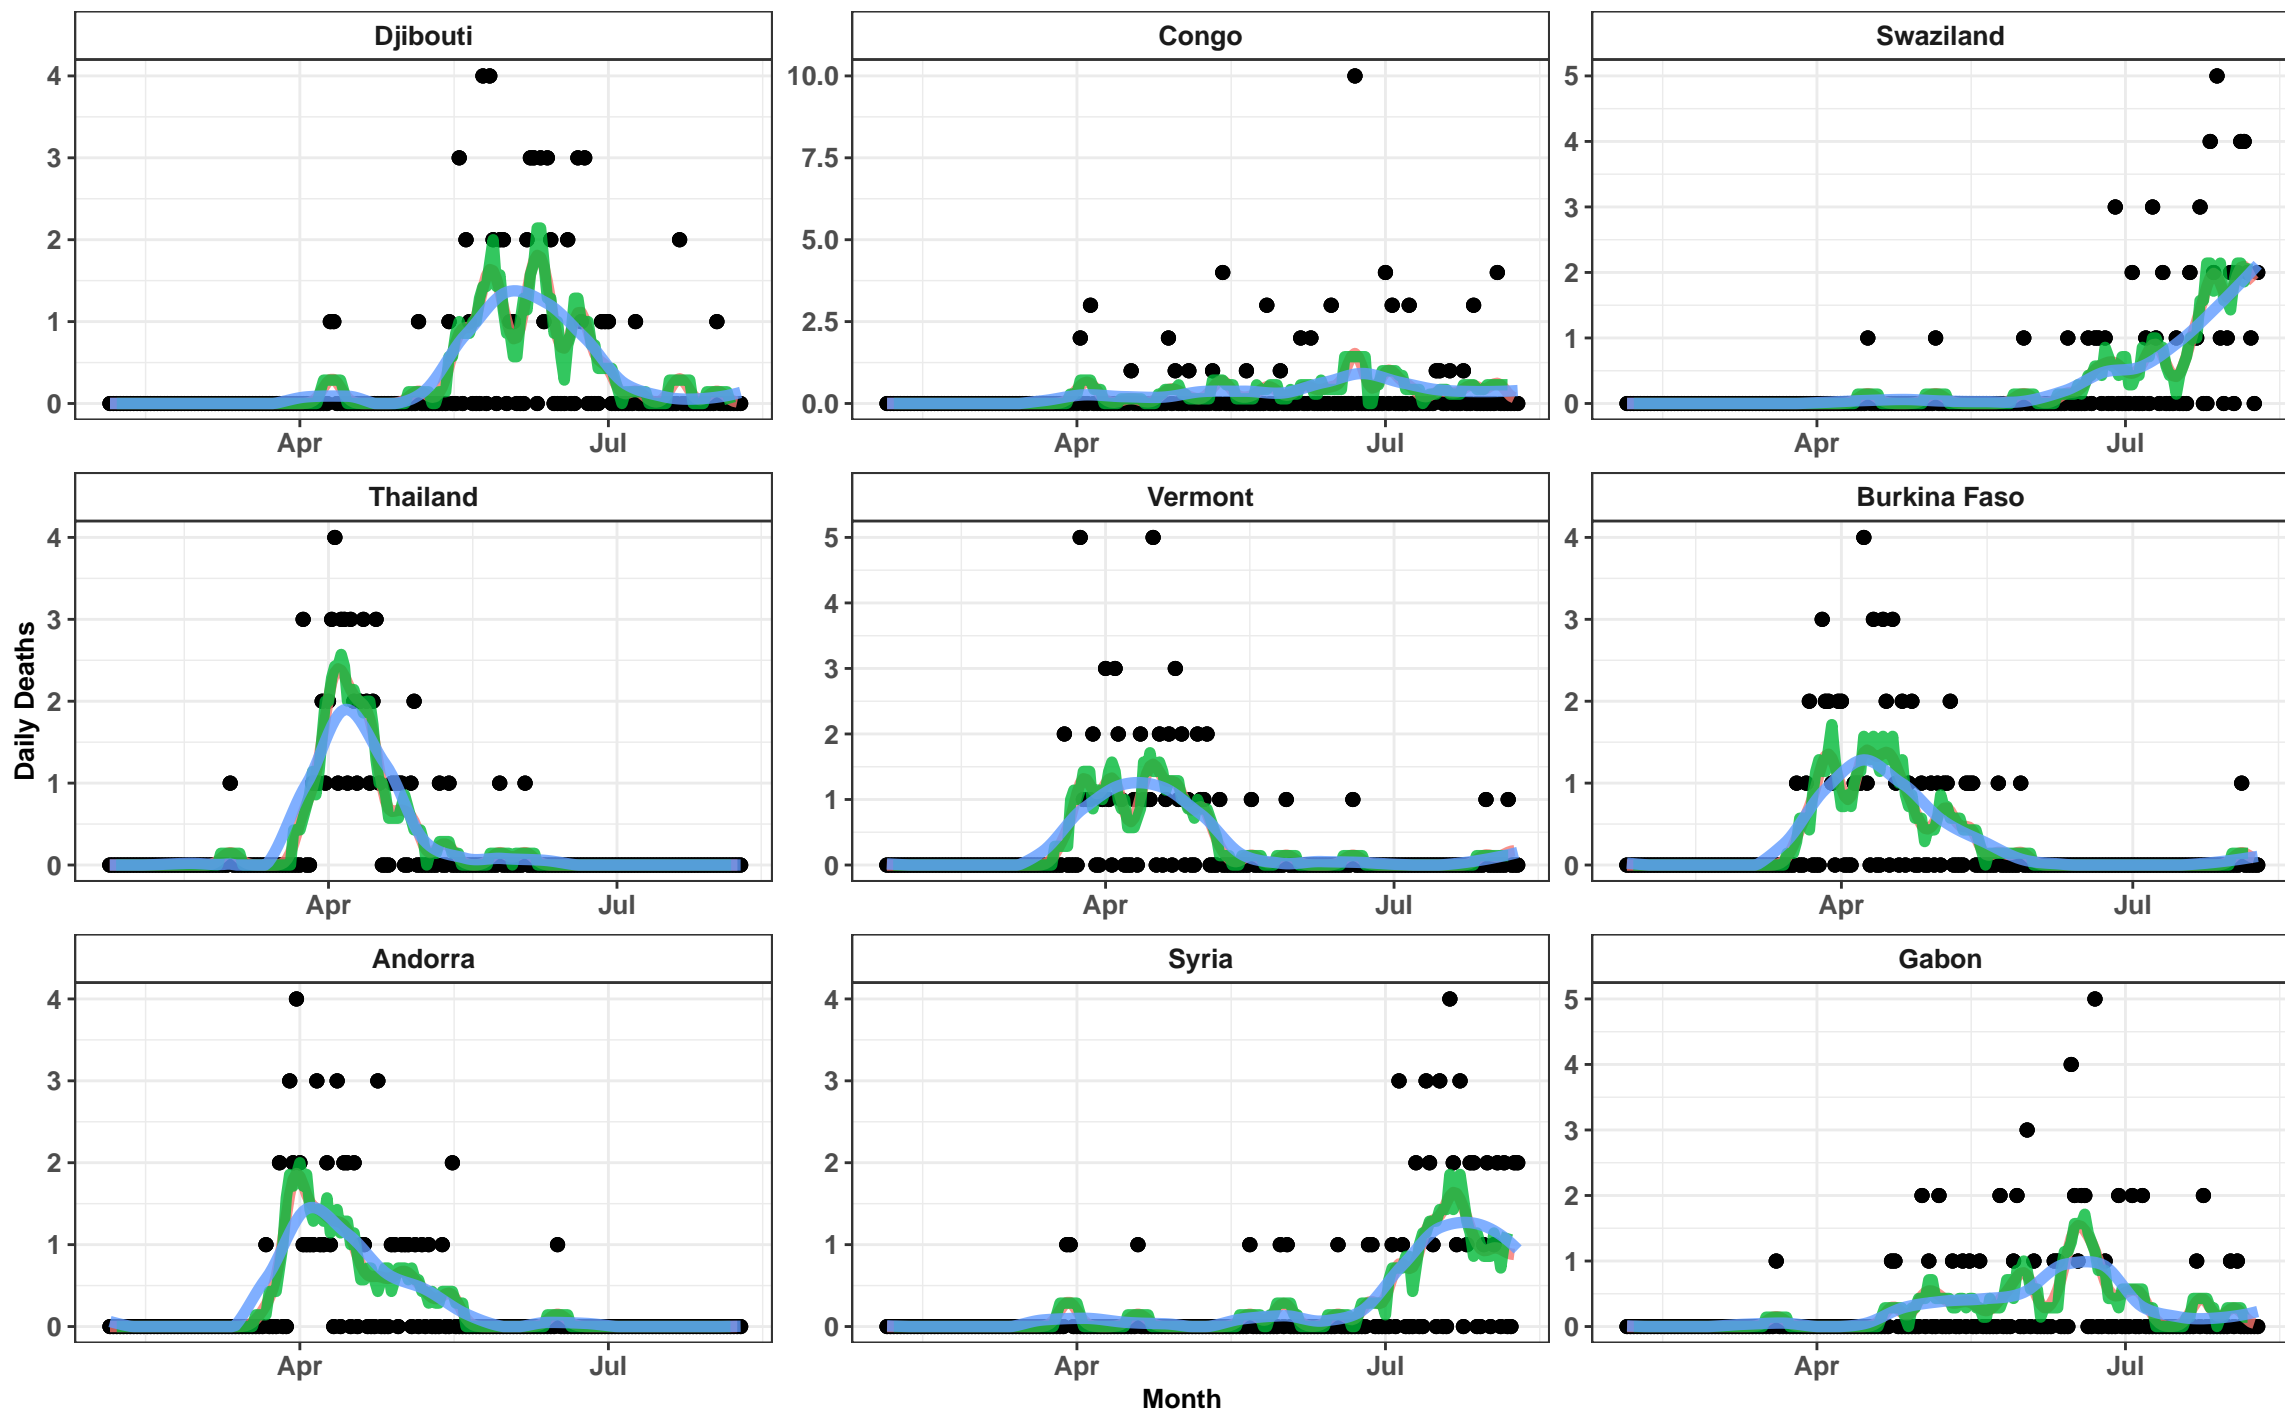 Djibouti Congo Swaziland
4 10.0 5
3 7.5 4
2 5.0 3
1 2.5 2
0 0.0 1
0
Apr Jul Apr Jul Apr Jul
Thailand Vermont Burkina Faso
4 5 4
3 4 3
2 3 2
1 2 1
0 1 0
0
Apr Jul Apr Jul Apr Jul
Daily Deaths
Andorra Syria Gabon
4 4 5
3 3 4
2 2 3
1 1 2
0 0 1
0
Apr Jul Apr Jul Apr Jul
Month